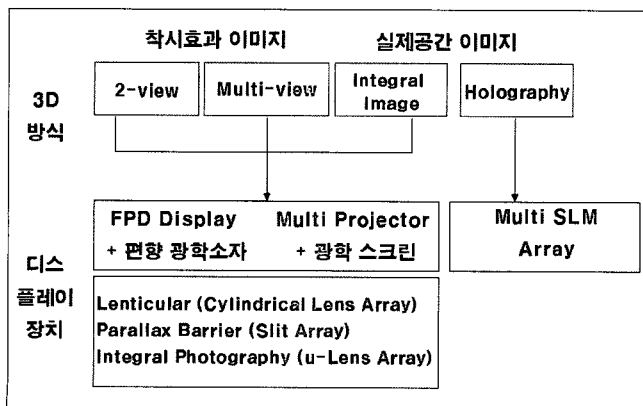 착시효과 이미지 실제공간 이미지
3D
방식
2-view
Multi-view
Integral
Image
Holography
디스
플레이
장치
FPD Display Multi Projector
+ 편향 광학소자 + 광학 스크린
Multi SLM
Array
Lenticular (Cylindrical Lens Array)
Parallax Barrier (Slit Array)
Integral Photography (u-Lens Array)